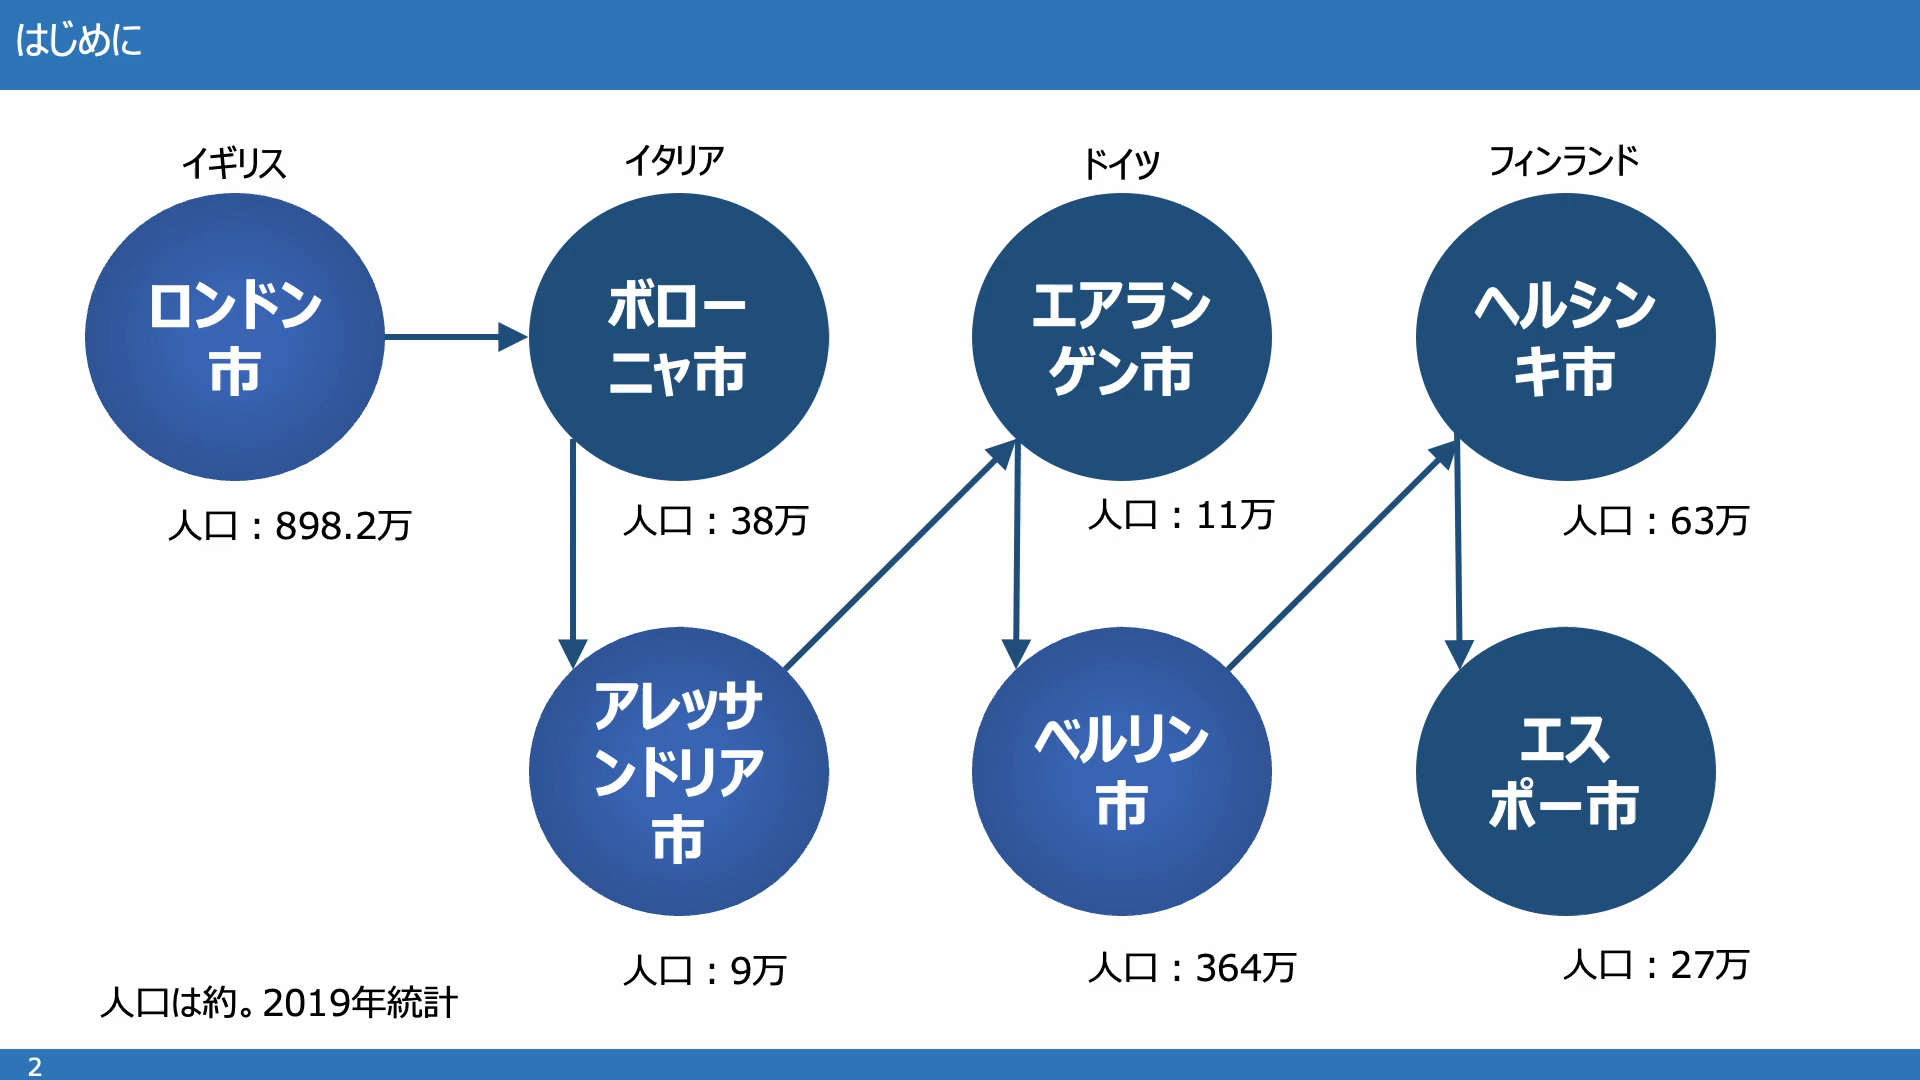 はじめに
イギリス
イタリア
ドイツ
フィンランド
ロンドン
市
ボロー
ニャ市
エアラン
ゲン市
ヘルシン
キ市
人口：898.2万
人口：38万
人口：11万
人口：63万
アレッサ
ンドリア
市
ベルリン
市
エス
ポー市
人口：9万
人口：364万
人口：27万
人口は約。2019年統計
2